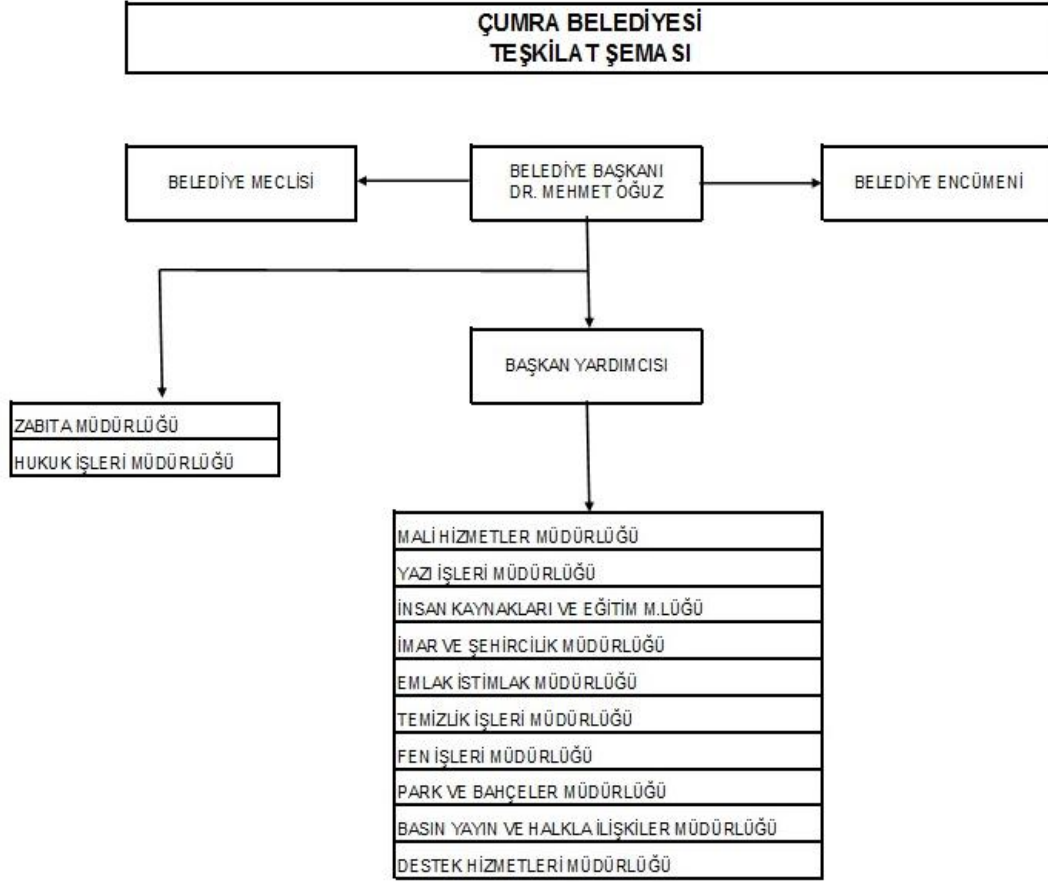 ÇUMRA BELEDİYESİ
TEŞKİLAT ŞEMASI
BELEDİYE MECLİSİ
BELEDİYE BAŞKANI
DR. MEHMET OĞUZ
BELEDİYE ENCÜMENİ
BAŞKAN YARDIMCISI
ZABITA MÜDÜRLÜĞÜ
HUKUK İŞLERİ MÜDÜRLÜĞÜ
MALİ HİZMETLER MÜDÜRLÜĞÜ
YAZI İŞLERİ MÜDÜRLÜĞÜ
İNSAN KAYNAKLARI VE EĞİTİM M.LÜĞÜ
İMAR VE ŞEHİRCİLİK MÜDÜRLÜĞÜ
EMLAK İSTİMLAK MÜDÜRLÜĞÜ
TEMİZLİK İŞLERİ MÜDÜRLÜĞÜ
FEN İŞLERİ MÜDÜRLÜĞÜ
PARK VE BAHÇELER MÜDÜRLÜĞÜ
BASIN YAYIN VE HALKLA İLİŞKİLER MÜDÜRLÜĞÜ
DESTEK HİZMETLERİ MÜDÜRLÜĞÜ